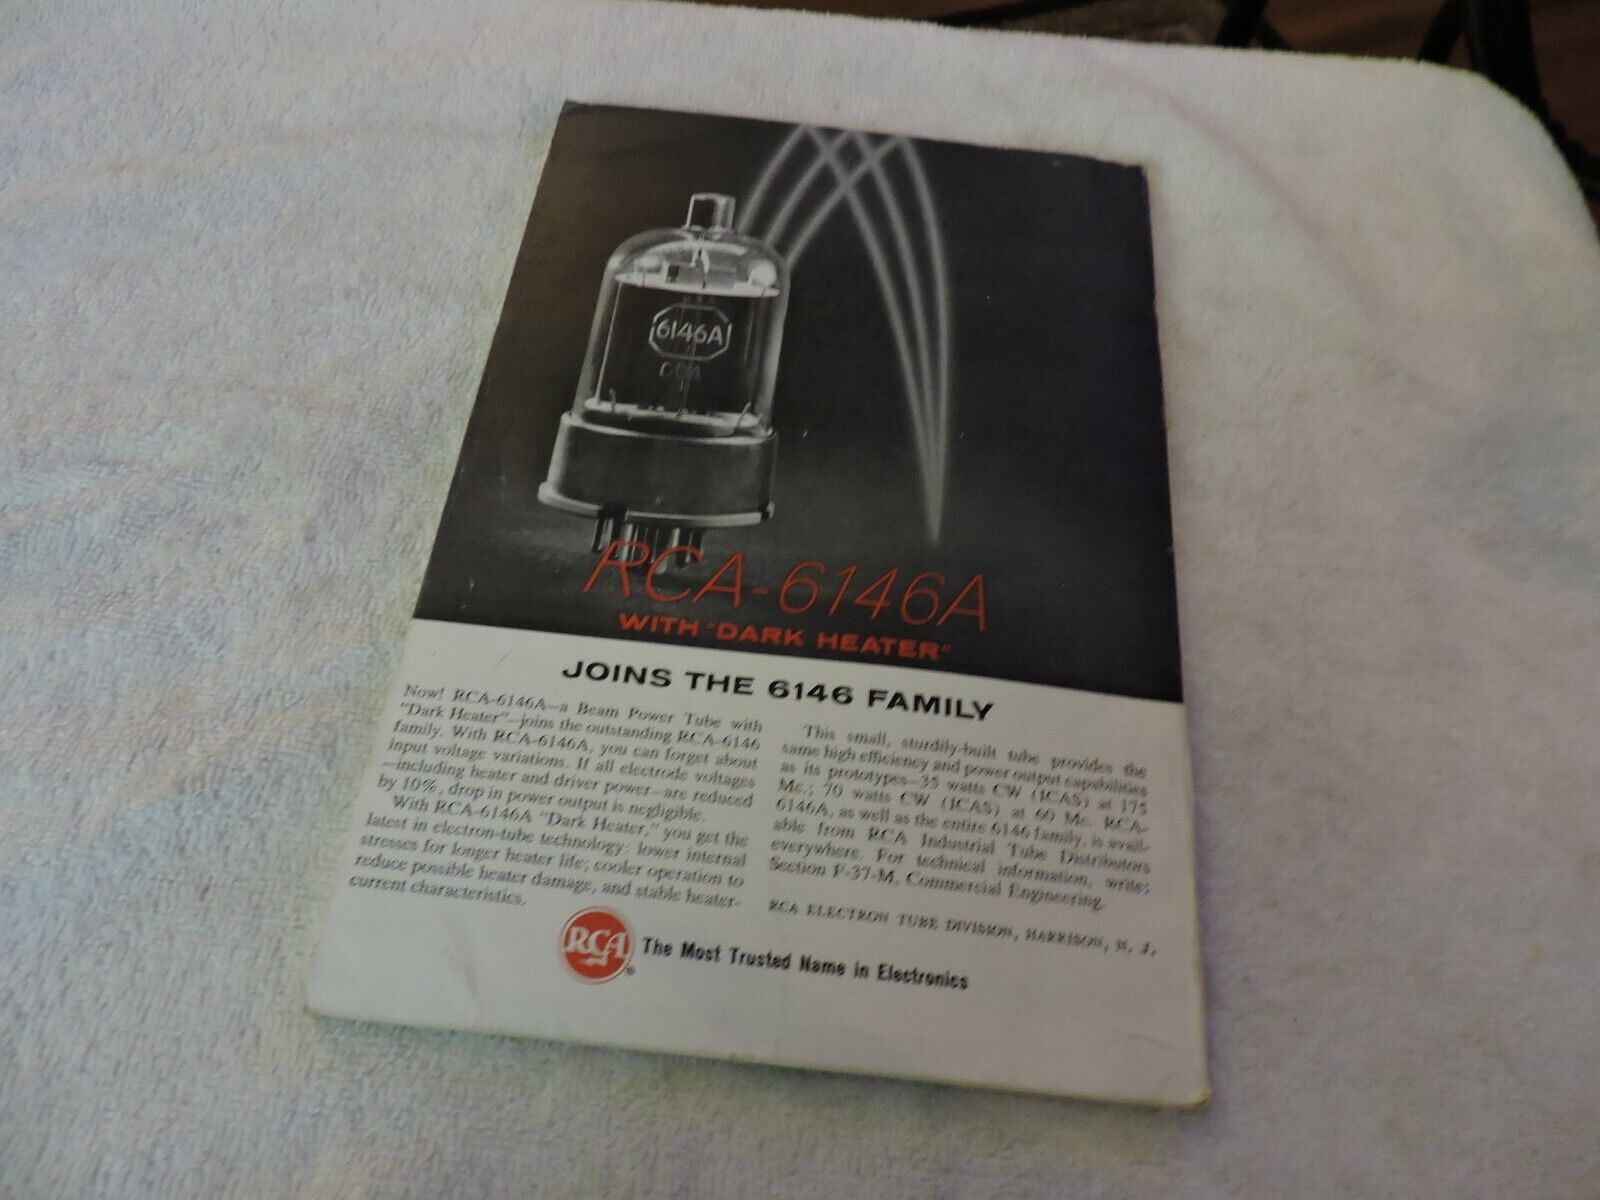 6146A
RCA-6146A
WITH "DARK HEATER"
JOINS THE 6146 FAMILY
Now! RCA-6146A—a Beam Power Tube with
"Dark Heater"—joins the outstanding RCA-6146
family. With RCA-6146A, you can forget about
input voltage variations. If all electrode voltages
—including heater and driver power—are reduced
by 10%, drop in power output is negligible.
With RCA-6146A "Dark Heater," you get the
latest in electron-tube technology: lower internal
stresses for longer heater life; cooler operation to
reduce possible heater damage, and stable heater-
current characteristics.
This small, sturdily-built tube provides the
same high efficiency and power output capabilities
as its prototypes—35 watts CW (ICAS) at 175
Mc.; 70 watts CW (ICAS) at 60 Mc. RCA-
6146A, as well as the entire 6146 family, is avail-
able from RCA Industrial Tube Distributors
everywhere. For technical information, write:
Section F-37-M, Commercial Engineering.
RCA ELECTRON TUBE DIVISION, HARRISON, N. J.
RCA ® The Most Trusted Name in Electronics